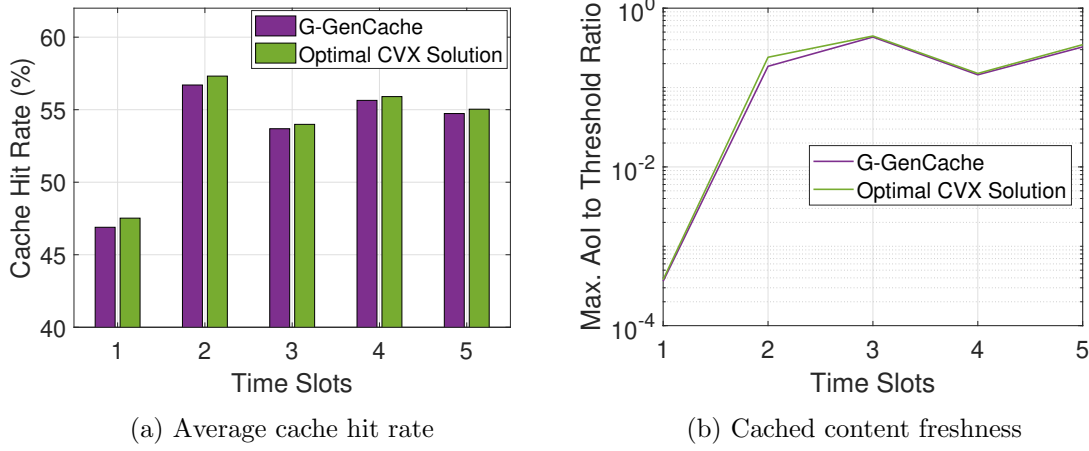 60
55
50
45
40
Cache Hit Rate (%)
G-GenCache
Optimal CVX Solution
1 2 3 4 5
Time Slots
(a) Average cache hit rate
10^0
10^-2
10^-4
Max. AoI to Threshold Ratio
G-GenCache
Optimal CVX Solution
1 2 3 4 5
Time Slots
(b) Cached content freshness